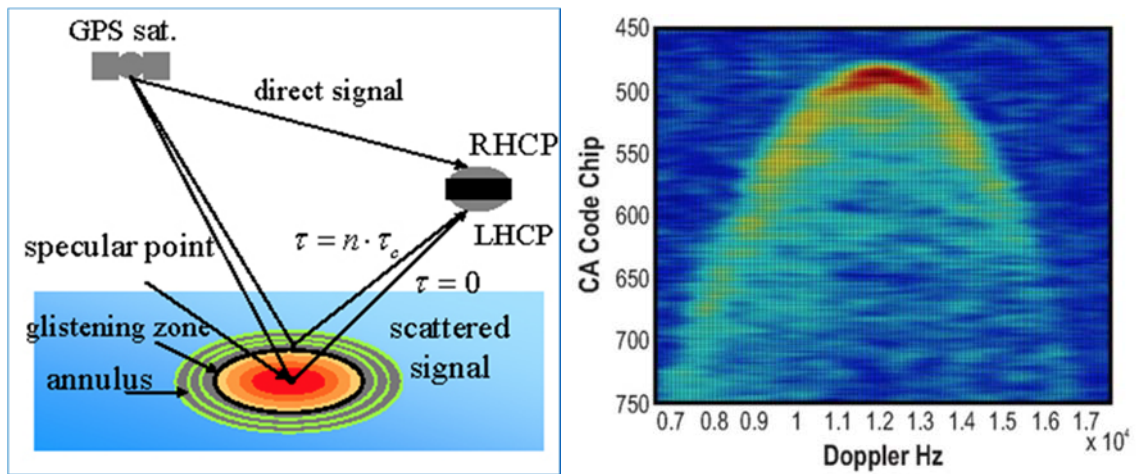 GPS sat.
direct signal
RHCP
LHCP
specular point
τ = n · τc
τ = 0
glistening zone
scattered
signal
annulus
450
500
550
600
650
700
750
CA Code Chip
0.7 0.8 0.9 1 1.1 1.2 1.3 1.4 1.5 1.6 1.7
x 10⁴
Doppler Hz